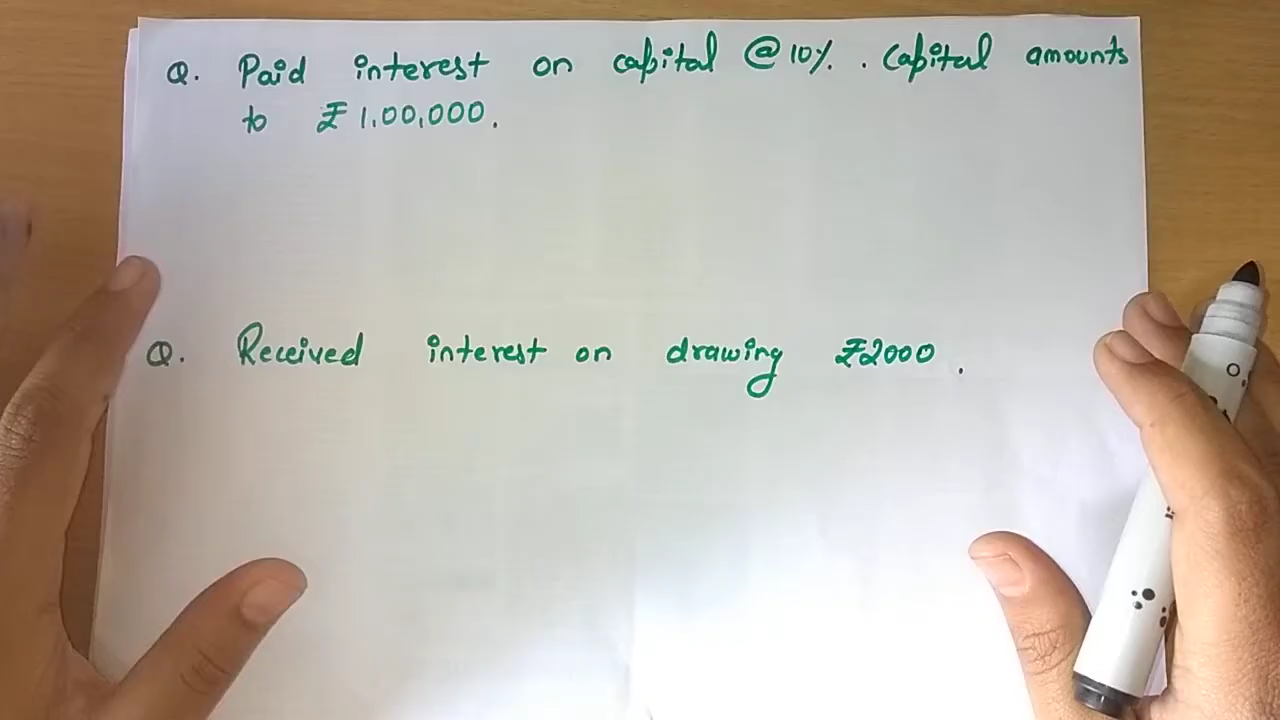 Q. Paid interest on capital @ 10% . Capital amounts
to ₹ 1,00,000.
Q. Received interest on drawing ₹2000 .